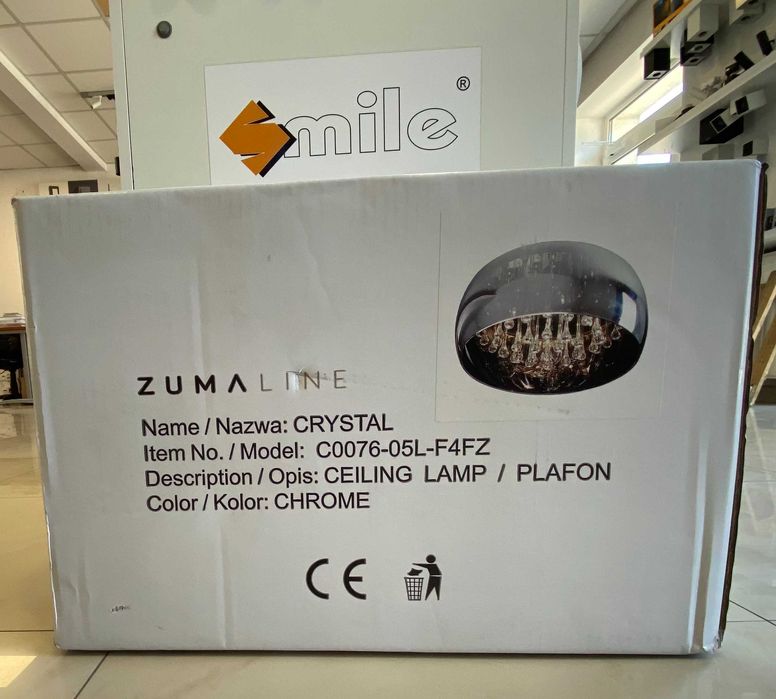 Smile®
ZUMALINE
Name / Nazwa: CRYSTAL
Item No. / Model: C0076-05L-F4FZ
Description / Opis: CEILING LAMP / PLAFON
Color / Kolor: CHROME
CE